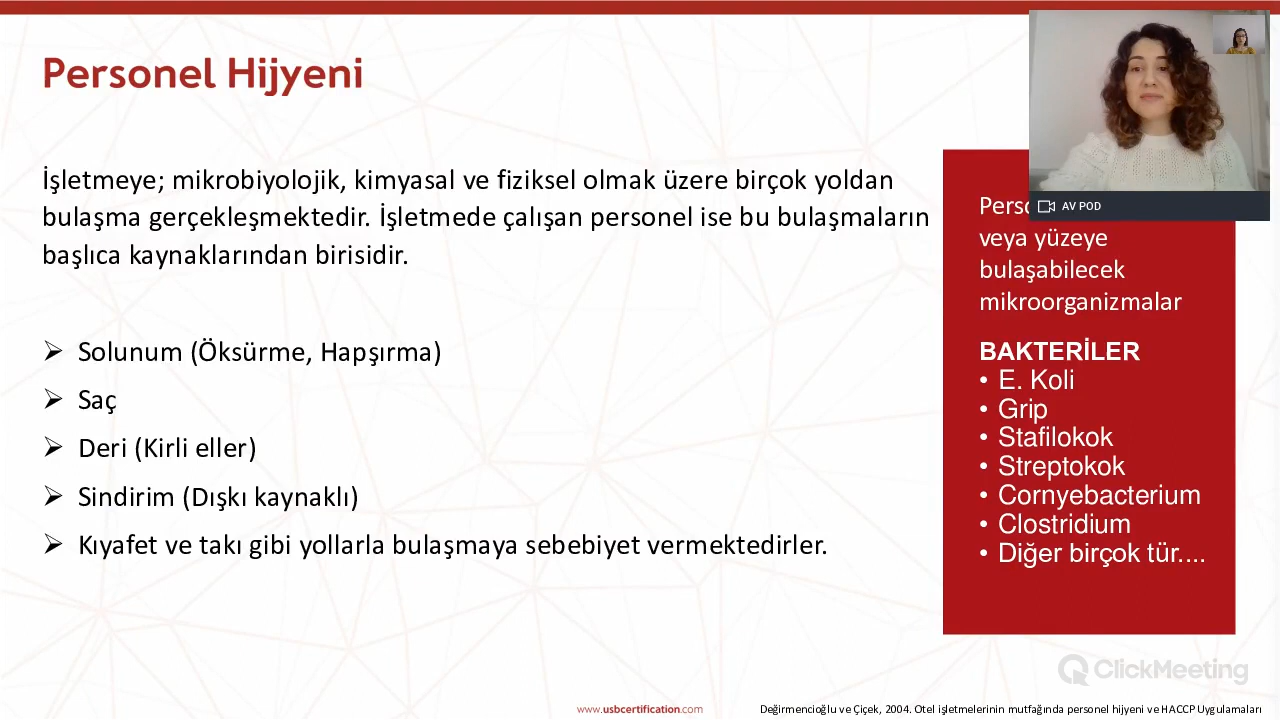 Personel Hijyeni
İşletmeye; mikrobiyolojik, kimyasal ve fiziksel olmak üzere birçok yoldan
bulaşma gerçekleşmektedir. İşletmede çalışan personel ise bu bulaşmaların
başlıca kaynaklarından birisidir.
➢ Solunum (Öksürme, Hapşırma)
➢ Saç
➢ Deri (Kirli eller)
➢ Sindirim (Dışkı kaynaklı)
➢ Kıyafet ve takı gibi yollarla bulaşmaya sebebiyet vermektedirler.
AV POD
veya yüzeye
bulaşabilecek
mikroorganizmalar
BAKTERİLER
• E. Koli
• Grip
• Stafilokok
• Streptokok
• Cornyebacterium
• Clostridium
• Diğer birçok tür....
ClickMeeting
www.usbcertification.com
Değirmencioğlu ve Çiçek, 2004. Otel işletmelerinin mutfağında personel hijyeni ve HACCP Uygulamaları